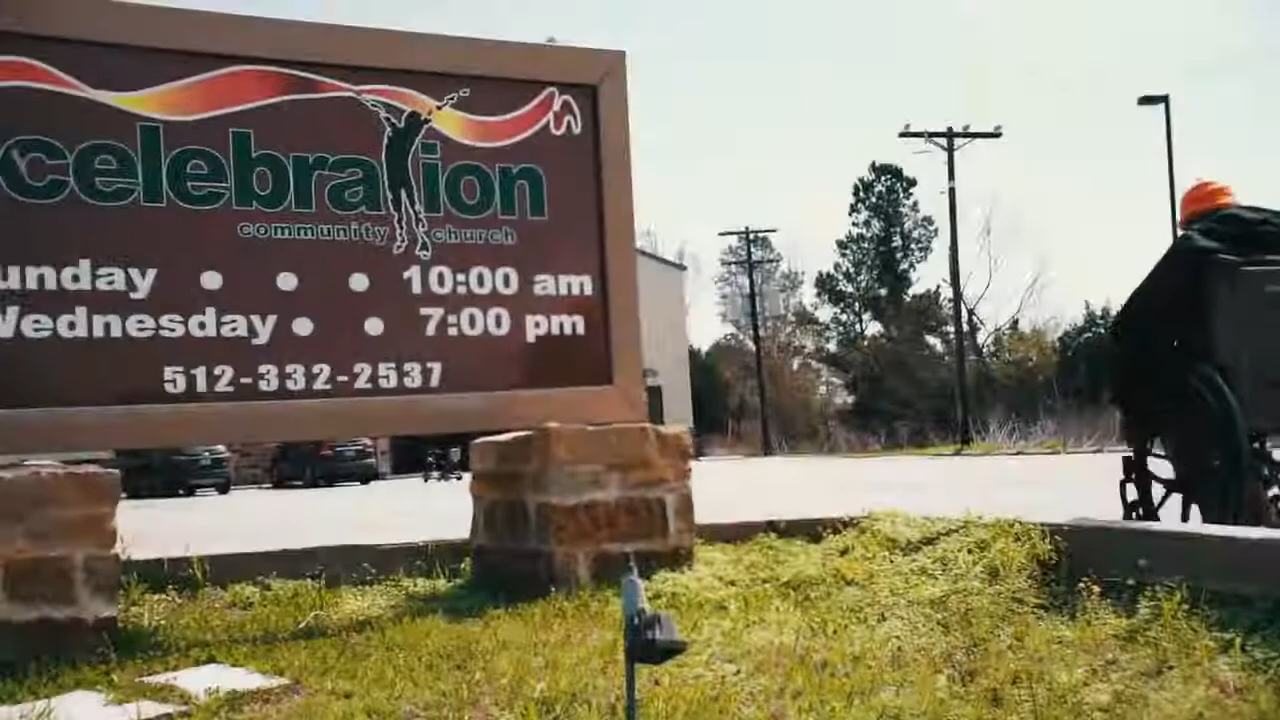 celebration
community church
unday • • • 10:00 am
Wednesday • • 7:00 pm
512-332-2537